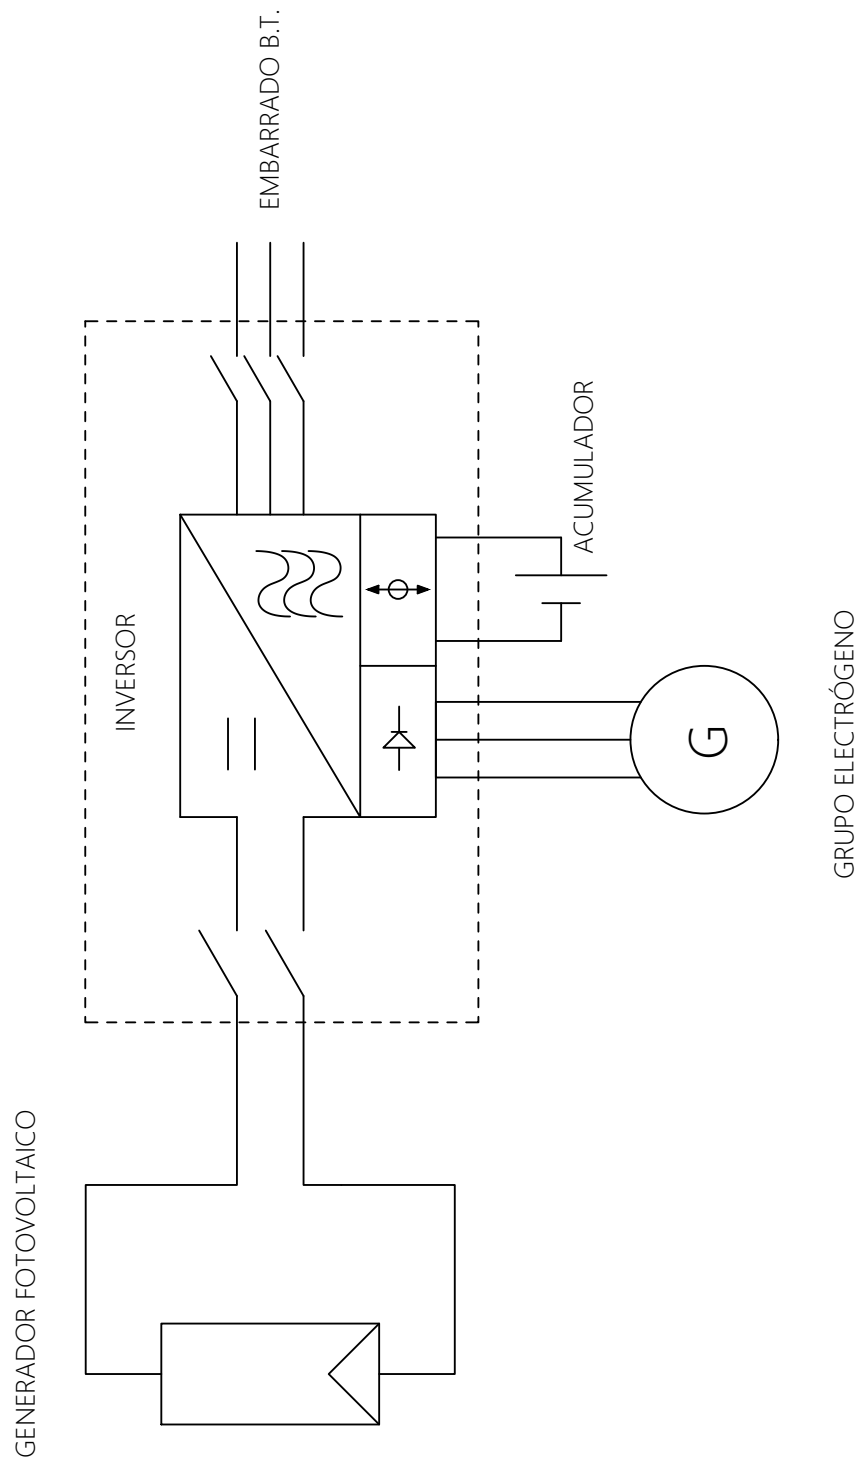 GENERADOR FOTOVOLTAICO
INVERSOR
EMBARRADO B.T.
ACUMULADOR
G
GRUPO ELECTRÓGENO